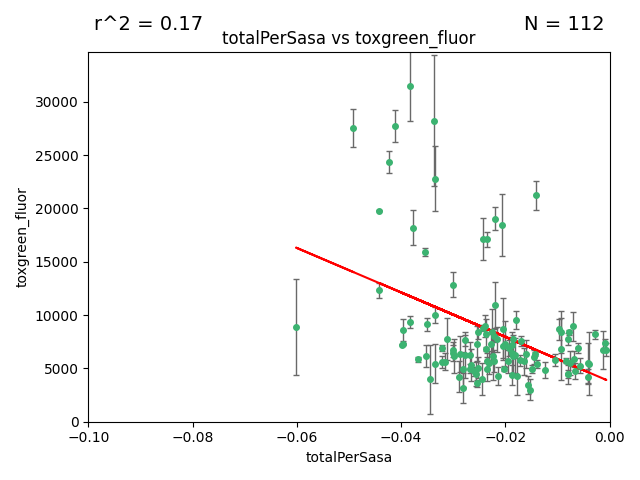 r^2 = 0.17
N = 112
totalPerSasa vs toxgreen_fluor
toxgreen_fluor
30000
25000
20000
15000
10000
5000
0
−0.10
−0.08
−0.06
−0.04
−0.02
0.00
totalPerSasa